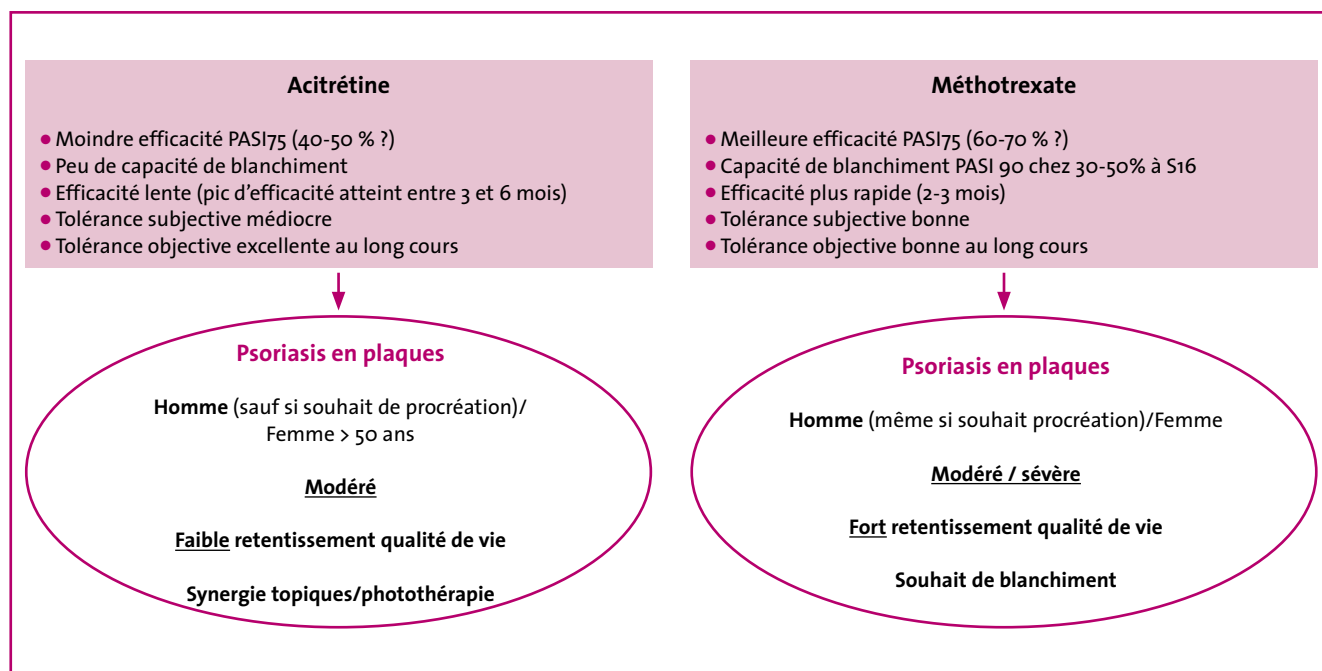 Acitrétine
● Moindre efficacité PASI75 (40-50 % ?)
● Peu de capacité de blanchiment
● Efficacité lente (pic d'efficacité atteint entre 3 et 6 mois)
● Tolérance subjective médiocre
● Tolérance objective excellente au long cours
Psoriasis en plaques
Homme (sauf si souhait de procréation)/
Femme > 50 ans
Modéré
Faible retentissement qualité de vie
Synergie topiques/photothérapie
Méthotrexate
● Meilleure efficacité PASI75 (60-70 % ?)
● Capacité de blanchiment PASI 90 chez 30-50% à S16
● Efficacité plus rapide (2-3 mois)
● Tolérance subjective bonne
● Tolérance objective bonne au long cours
Psoriasis en plaques
Homme (même si souhait procréation)/Femme
Modéré / sévère
Fort retentissement qualité de vie
Souhait de blanchiment